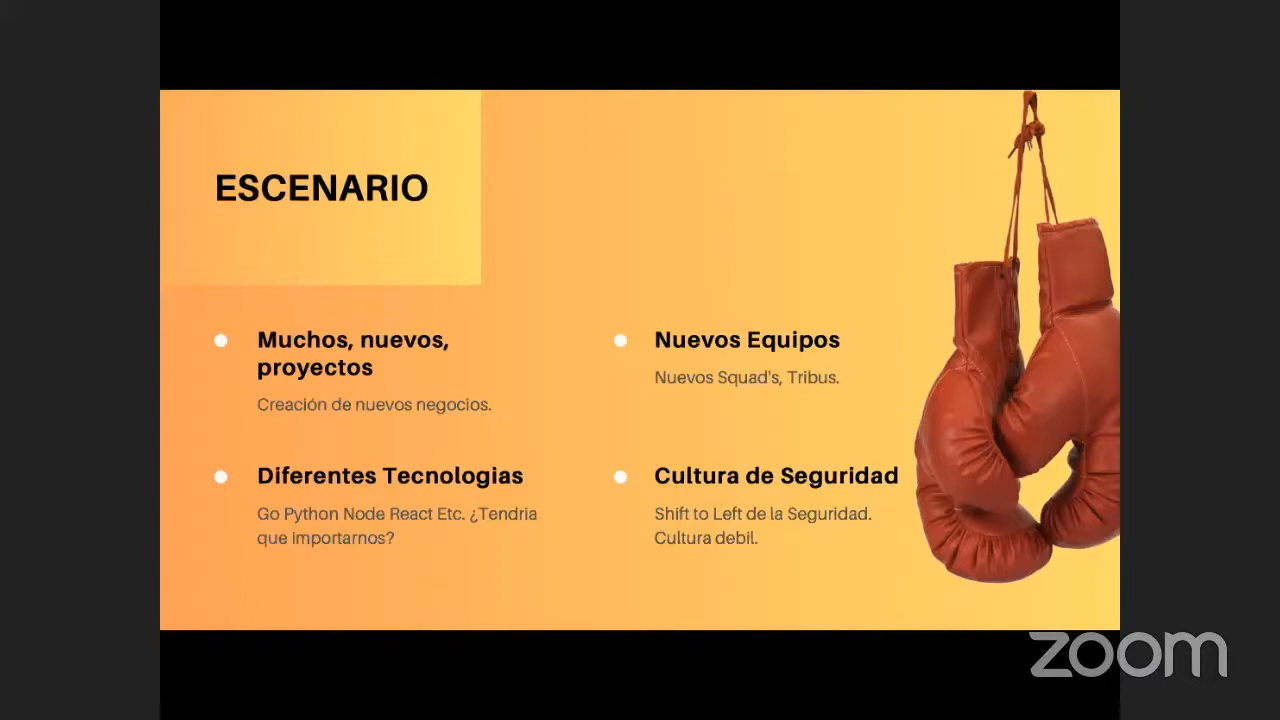 ESCENARIO
Muchos, nuevos,
proyectos
Creación de nuevos negocios.
Nuevos Equipos
Nuevos Squad's, Tribus.
Diferentes Tecnologias
Go Python Node React Etc. ¿Tendria
que importarnos?
Cultura de Seguridad
Shift to Left de la Seguridad.
Cultura debil.
zoom